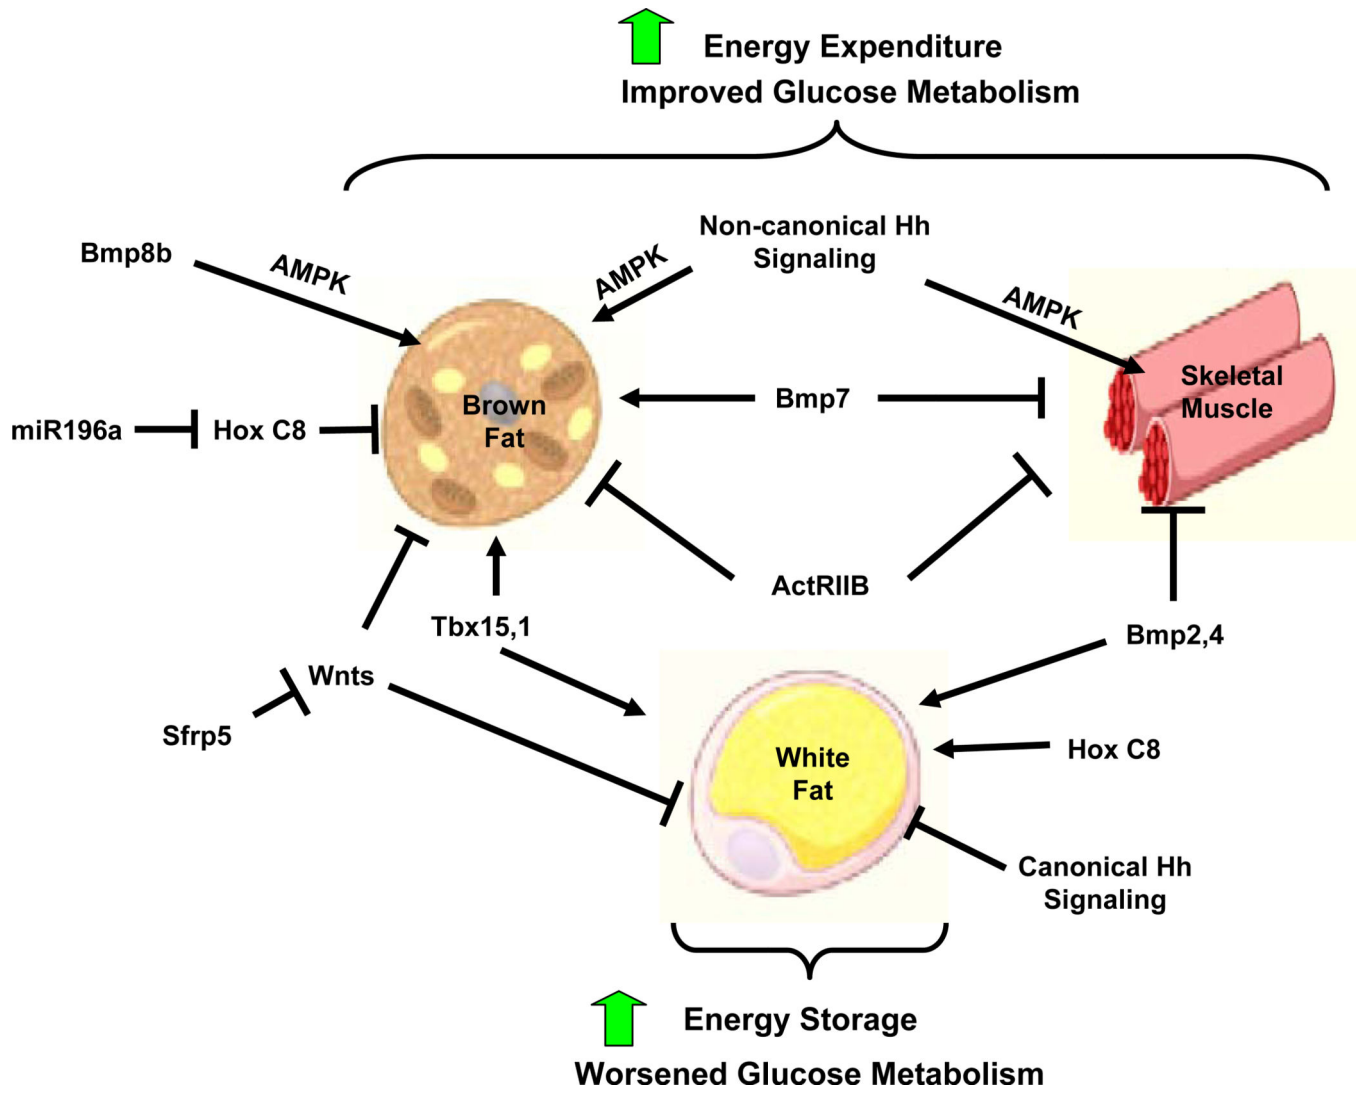 Energy Expenditure
Improved Glucose Metabolism
Non-canonical Hh
Signaling
Bmp8b
AMPK
AMPK
AMPK
Skeletal
Muscle
Brown
Fat
Bmp7
miR196a
Hox C8
ActRIIB
Tbx15,1
Bmp2,4
Wnts
Sfrp5
White
Fat
Hox C8
Canonical Hh
Signaling
Energy Storage
Worsened Glucose Metabolism